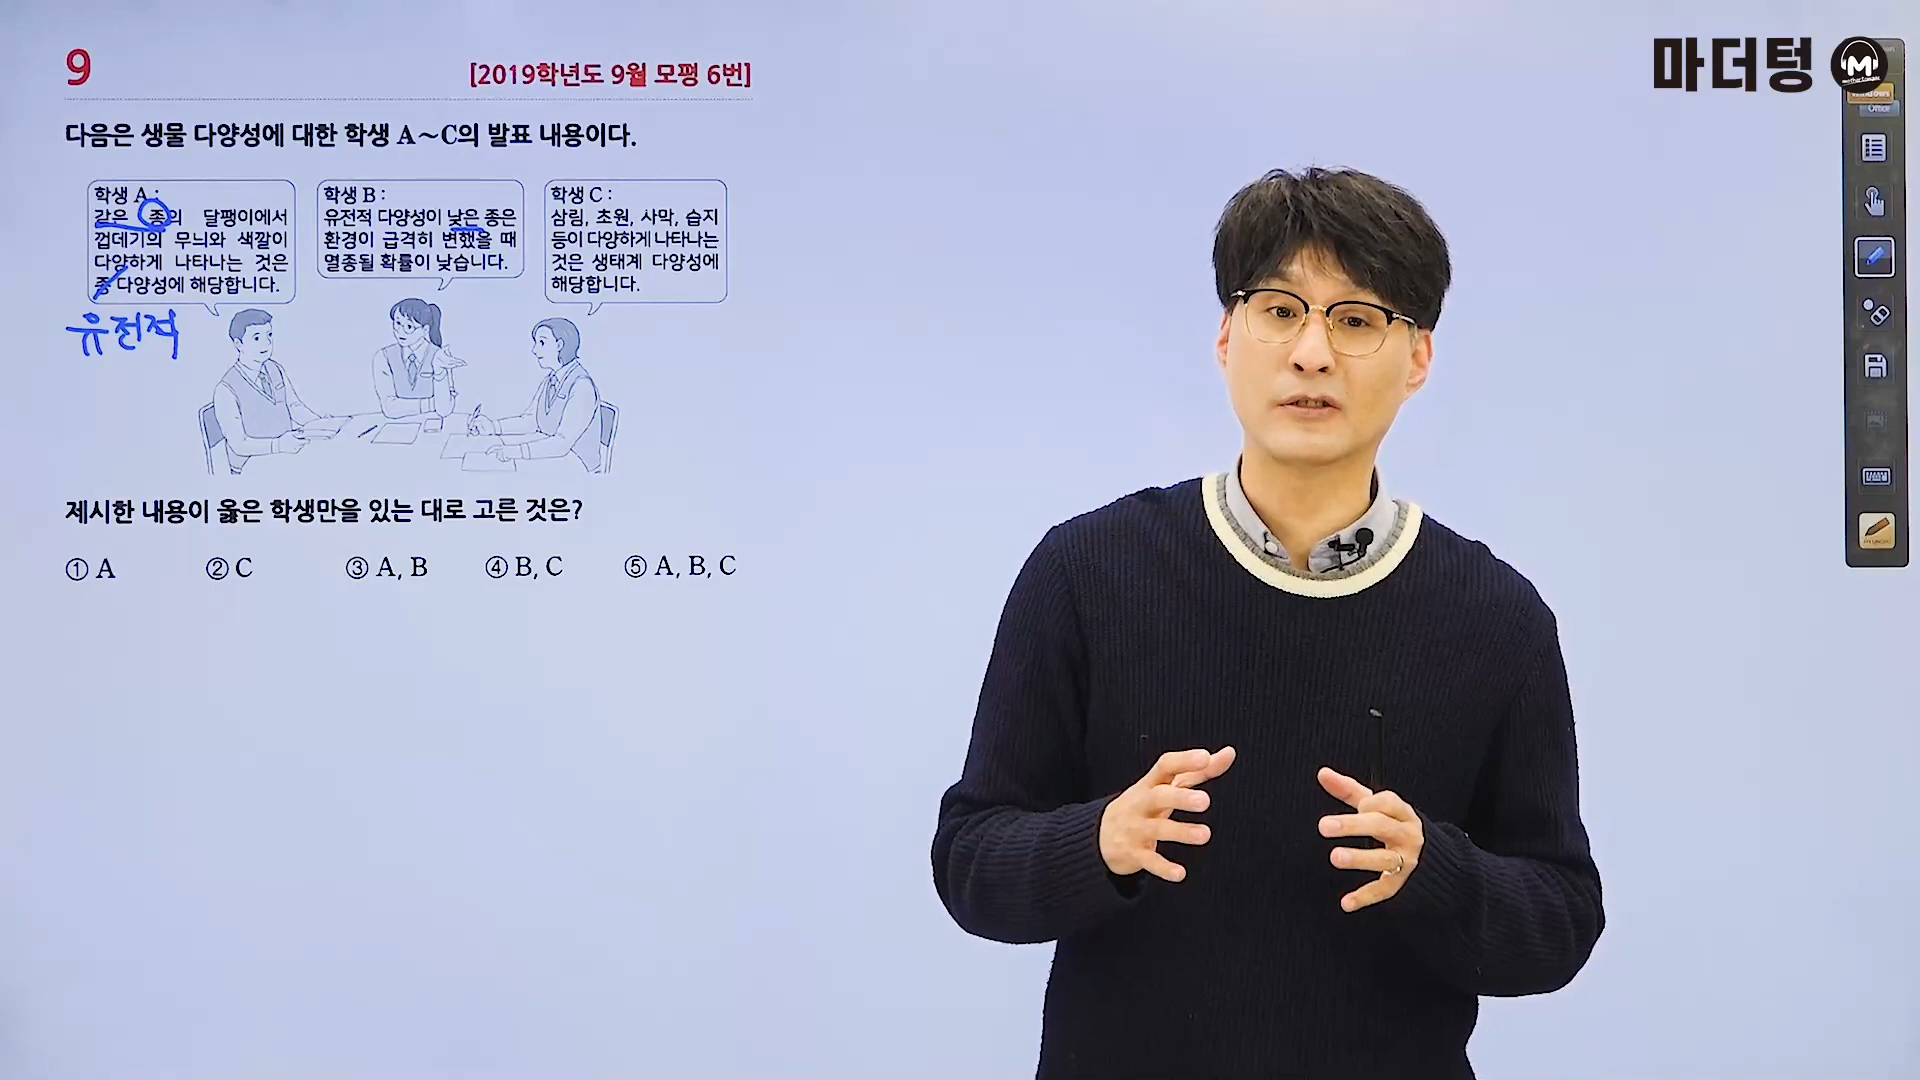 마더텅
9
[2019학년도 9월 모평 6번]
다음은 생물 다양성에 대한 학생 A~C의 발표 내용이다.
학생 A :
같은 종의 달팽이에서
껍데기의 무늬와 색깔이
다양하게 나타나는 것은
종 다양성에 해당합니다.
유전적
학생 B :
유전적 다양성이 낮은 종은
환경이 급격히 변했을 때
멸종될 확률이 낮습니다.
학생 C :
삼림, 초원, 사막, 습지
등이 다양하게 나타나는
것은 생태계 다양성에
해당합니다.
제시한 내용이 옳은 학생만을 있는 대로 고른 것은?
① A ② C ③ A, B ④ B, C ⑤ A, B, C